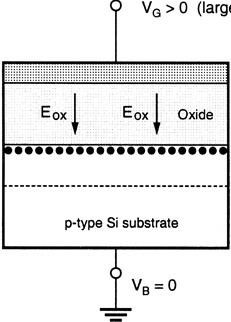 V_G > 0 (large
E_ox E_ox Oxide
p-type Si substrate
V_B = 0